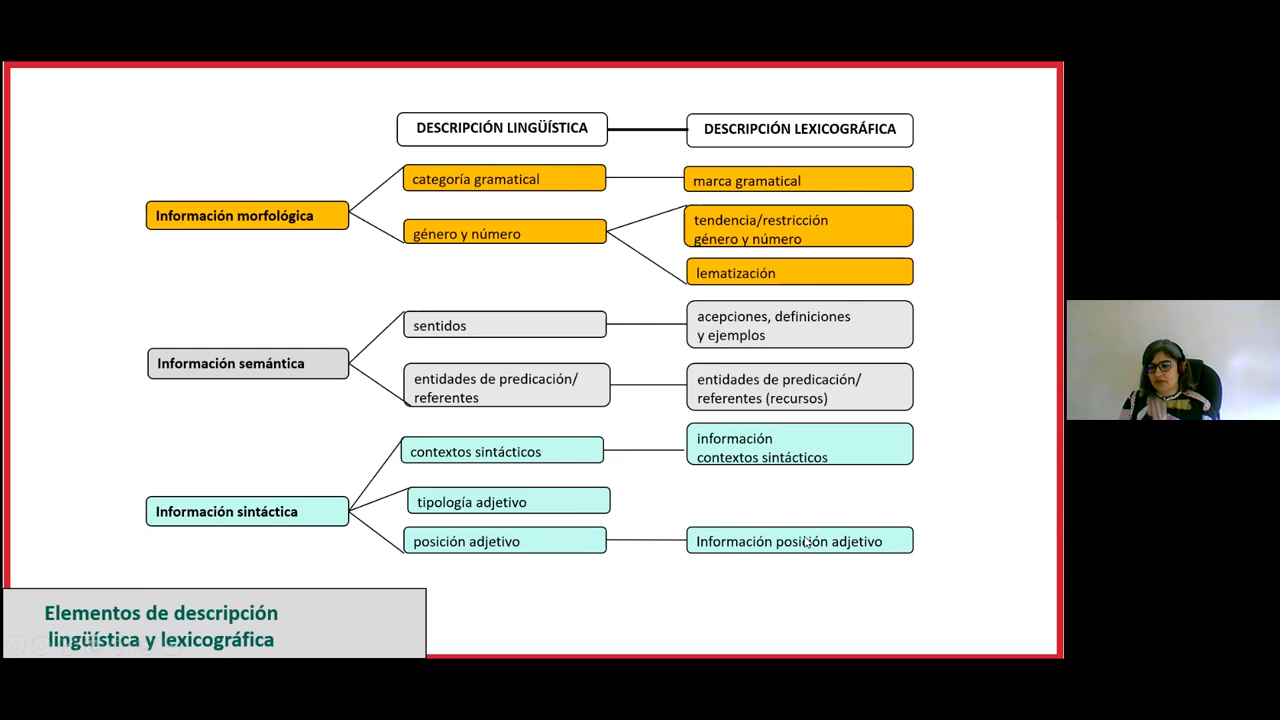 DESCRIPCIÓN LINGÜÍSTICA
DESCRIPCIÓN LEXICOGRÁFICA
Información morfológica
categoría gramatical
marca gramatical
género y número
tendencia/restricción
género y número
lematización
Información semántica
sentidos
acepciones, definiciones
y ejemplos
entidades de predicación/
referentes
entidades de predicación/
referentes (recursos)
Información sintáctica
contextos sintácticos
información
contextos sintácticos
tipología adjetivo
posición adjetivo
Información posición adjetivo
Elementos de descripción
lingüística y lexicográfica